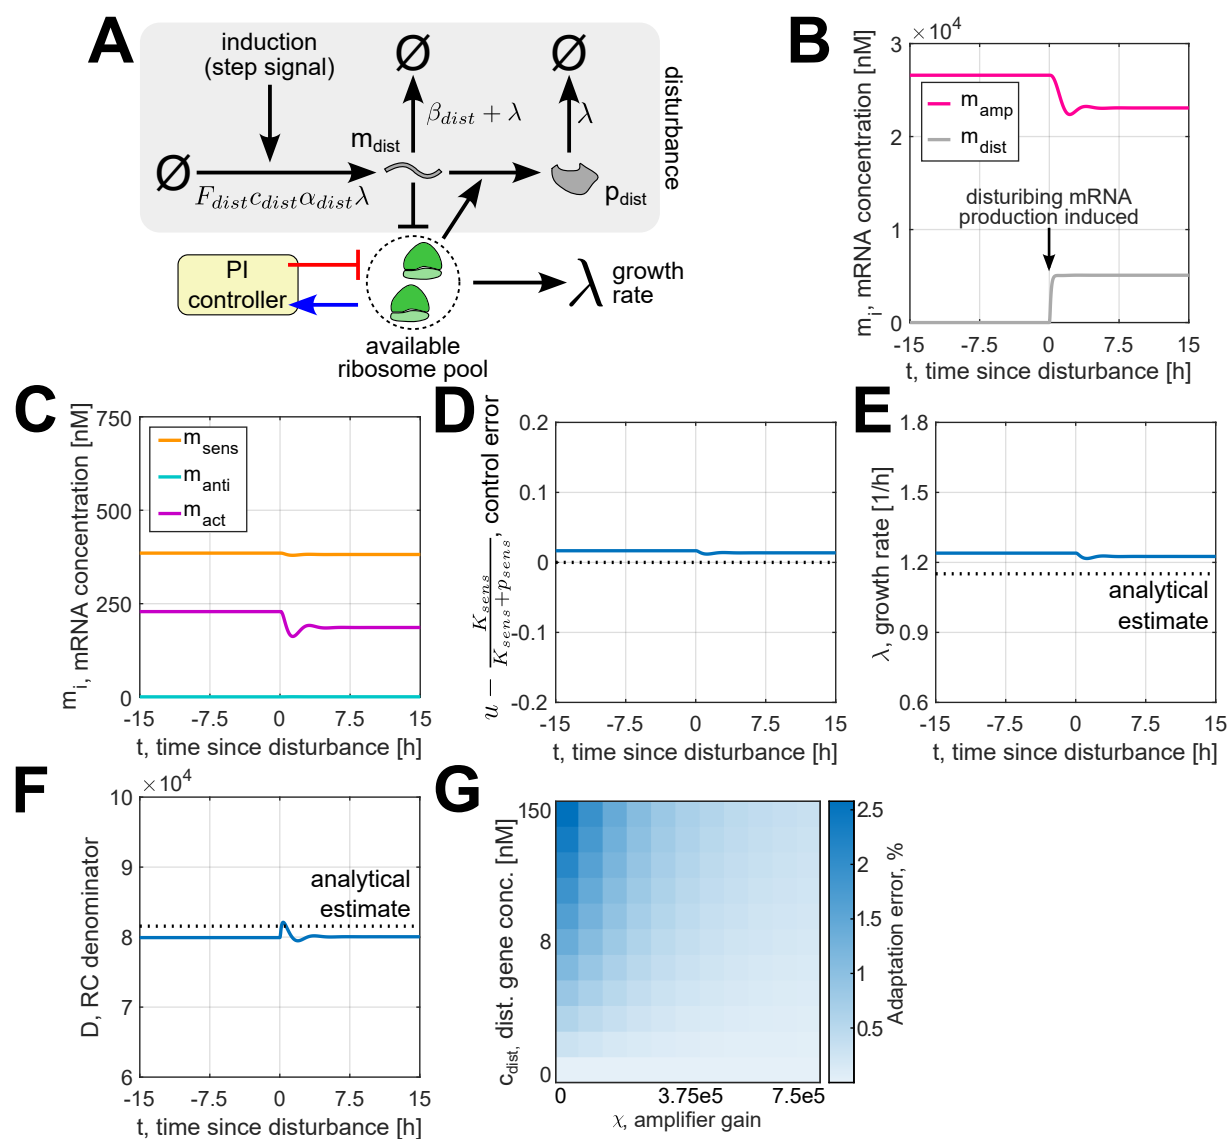 A
induction
(step signal)
Ø
Ø
disturbance
β_dist + λ
λ
m_dist
Ø
F_dist c_dist α_dist λ
p_dist
PI
controller
λ
growth
rate
available
ribosome pool
B
×10⁴
m_i, mRNA concentration [nM]
3
2
1
0
m_amp
m_dist
disturbing mRNA
production induced
-15 -7.5 0 7.5 15
t, time since disturbance [h]
C
m_i, mRNA concentration [nM]
750
500
250
0
m_sens
m_anti
m_act
-15 -7.5 0 7.5 15
t, time since disturbance [h]
D
u − K_sens / (K_sens + p_sens), control error
0.2
0.1
0
-0.1
-0.2
-15 -7.5 0 7.5 15
t, time since disturbance [h]
E
λ, growth rate [1/h]
1.8
1.5
1.2
0.9
0.6
analytical
estimate
-15 -7.5 0 7.5 15
t, time since disturbance [h]
F
×10⁴
D, RC denominator
10
9
8
7
6
analytical
estimate
-15 -7.5 0 7.5 15
t, time since disturbance [h]
G
c_dist, dist. gene conc. [nM]
150
8
0
0 3.75e5 7.5e5
χ, amplifier gain
2.5
2
1.5
1
0.5
Adaptation error, %